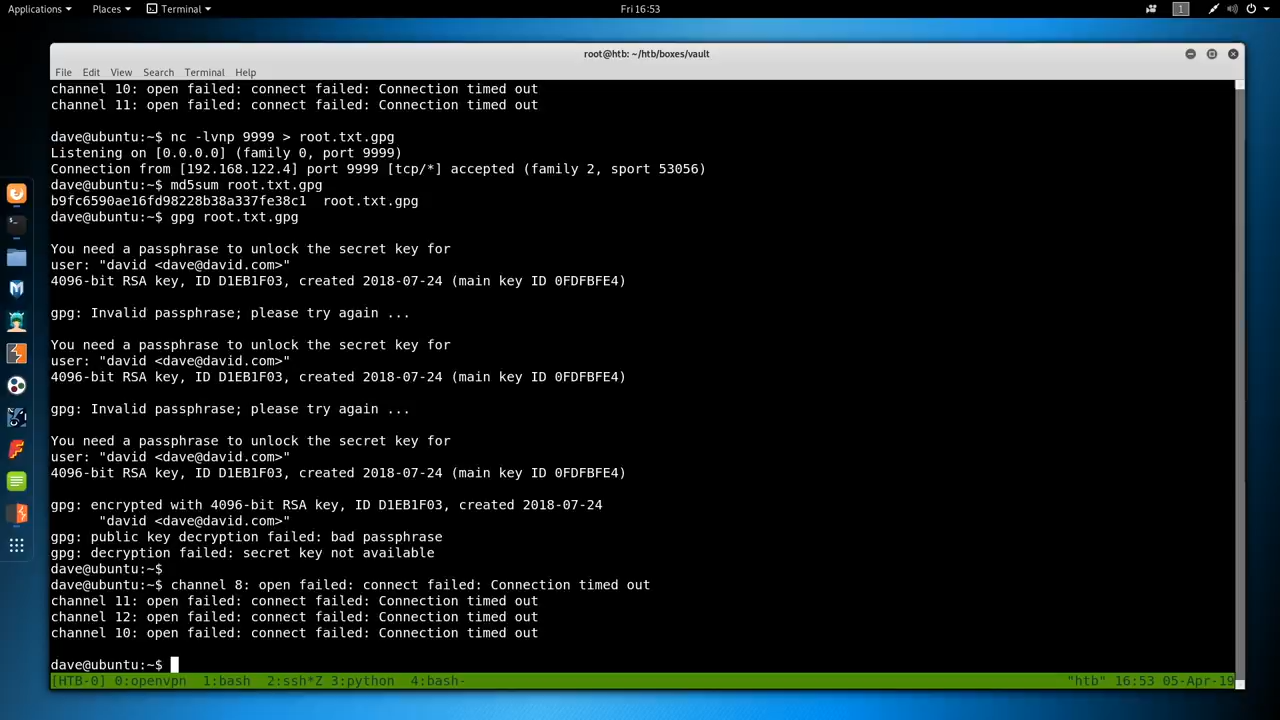 Applications Places Terminal Fri 16:53 1
root@htb: ~/htb/boxes/vault
File Edit View Search Terminal Help
channel 10: open failed: connect failed: Connection timed out
channel 11: open failed: connect failed: Connection timed out
dave@ubuntu:~$ nc -lvnp 9999 > root.txt.gpg
Listening on [0.0.0.0] (family 0, port 9999)
Connection from [192.168.122.4] port 9999 [tcp/*] accepted (family 2, sport 53056)
dave@ubuntu:~$ md5sum root.txt.gpg
b9fc6590ae16fd98228b38a337fe38c1  root.txt.gpg
dave@ubuntu:~$ gpg root.txt.gpg
You need a passphrase to unlock the secret key for
user: "david <dave@david.com>"
4096-bit RSA key, ID D1EB1F03, created 2018-07-24 (main key ID 0FDFBFE4)
gpg: Invalid passphrase; please try again ...
You need a passphrase to unlock the secret key for
user: "david <dave@david.com>"
4096-bit RSA key, ID D1EB1F03, created 2018-07-24 (main key ID 0FDFBFE4)
gpg: Invalid passphrase; please try again ...
You need a passphrase to unlock the secret key for
user: "david <dave@david.com>"
4096-bit RSA key, ID D1EB1F03, created 2018-07-24 (main key ID 0FDFBFE4)
gpg: encrypted with 4096-bit RSA key, ID D1EB1F03, created 2018-07-24
"david <dave@david.com>"
gpg: public key decryption failed: bad passphrase
gpg: decryption failed: secret key not available
dave@ubuntu:~$
dave@ubuntu:~$ channel 8: open failed: connect failed: Connection timed out
channel 11: open failed: connect failed: Connection timed out
channel 12: open failed: connect failed: Connection timed out
channel 10: open failed: connect failed: Connection timed out
dave@ubuntu:~$
[HTB-0] 0:openvpn  1:bash  2:ssh*Z 3:python  4:bash- "htb" 16:53 05-Apr-19